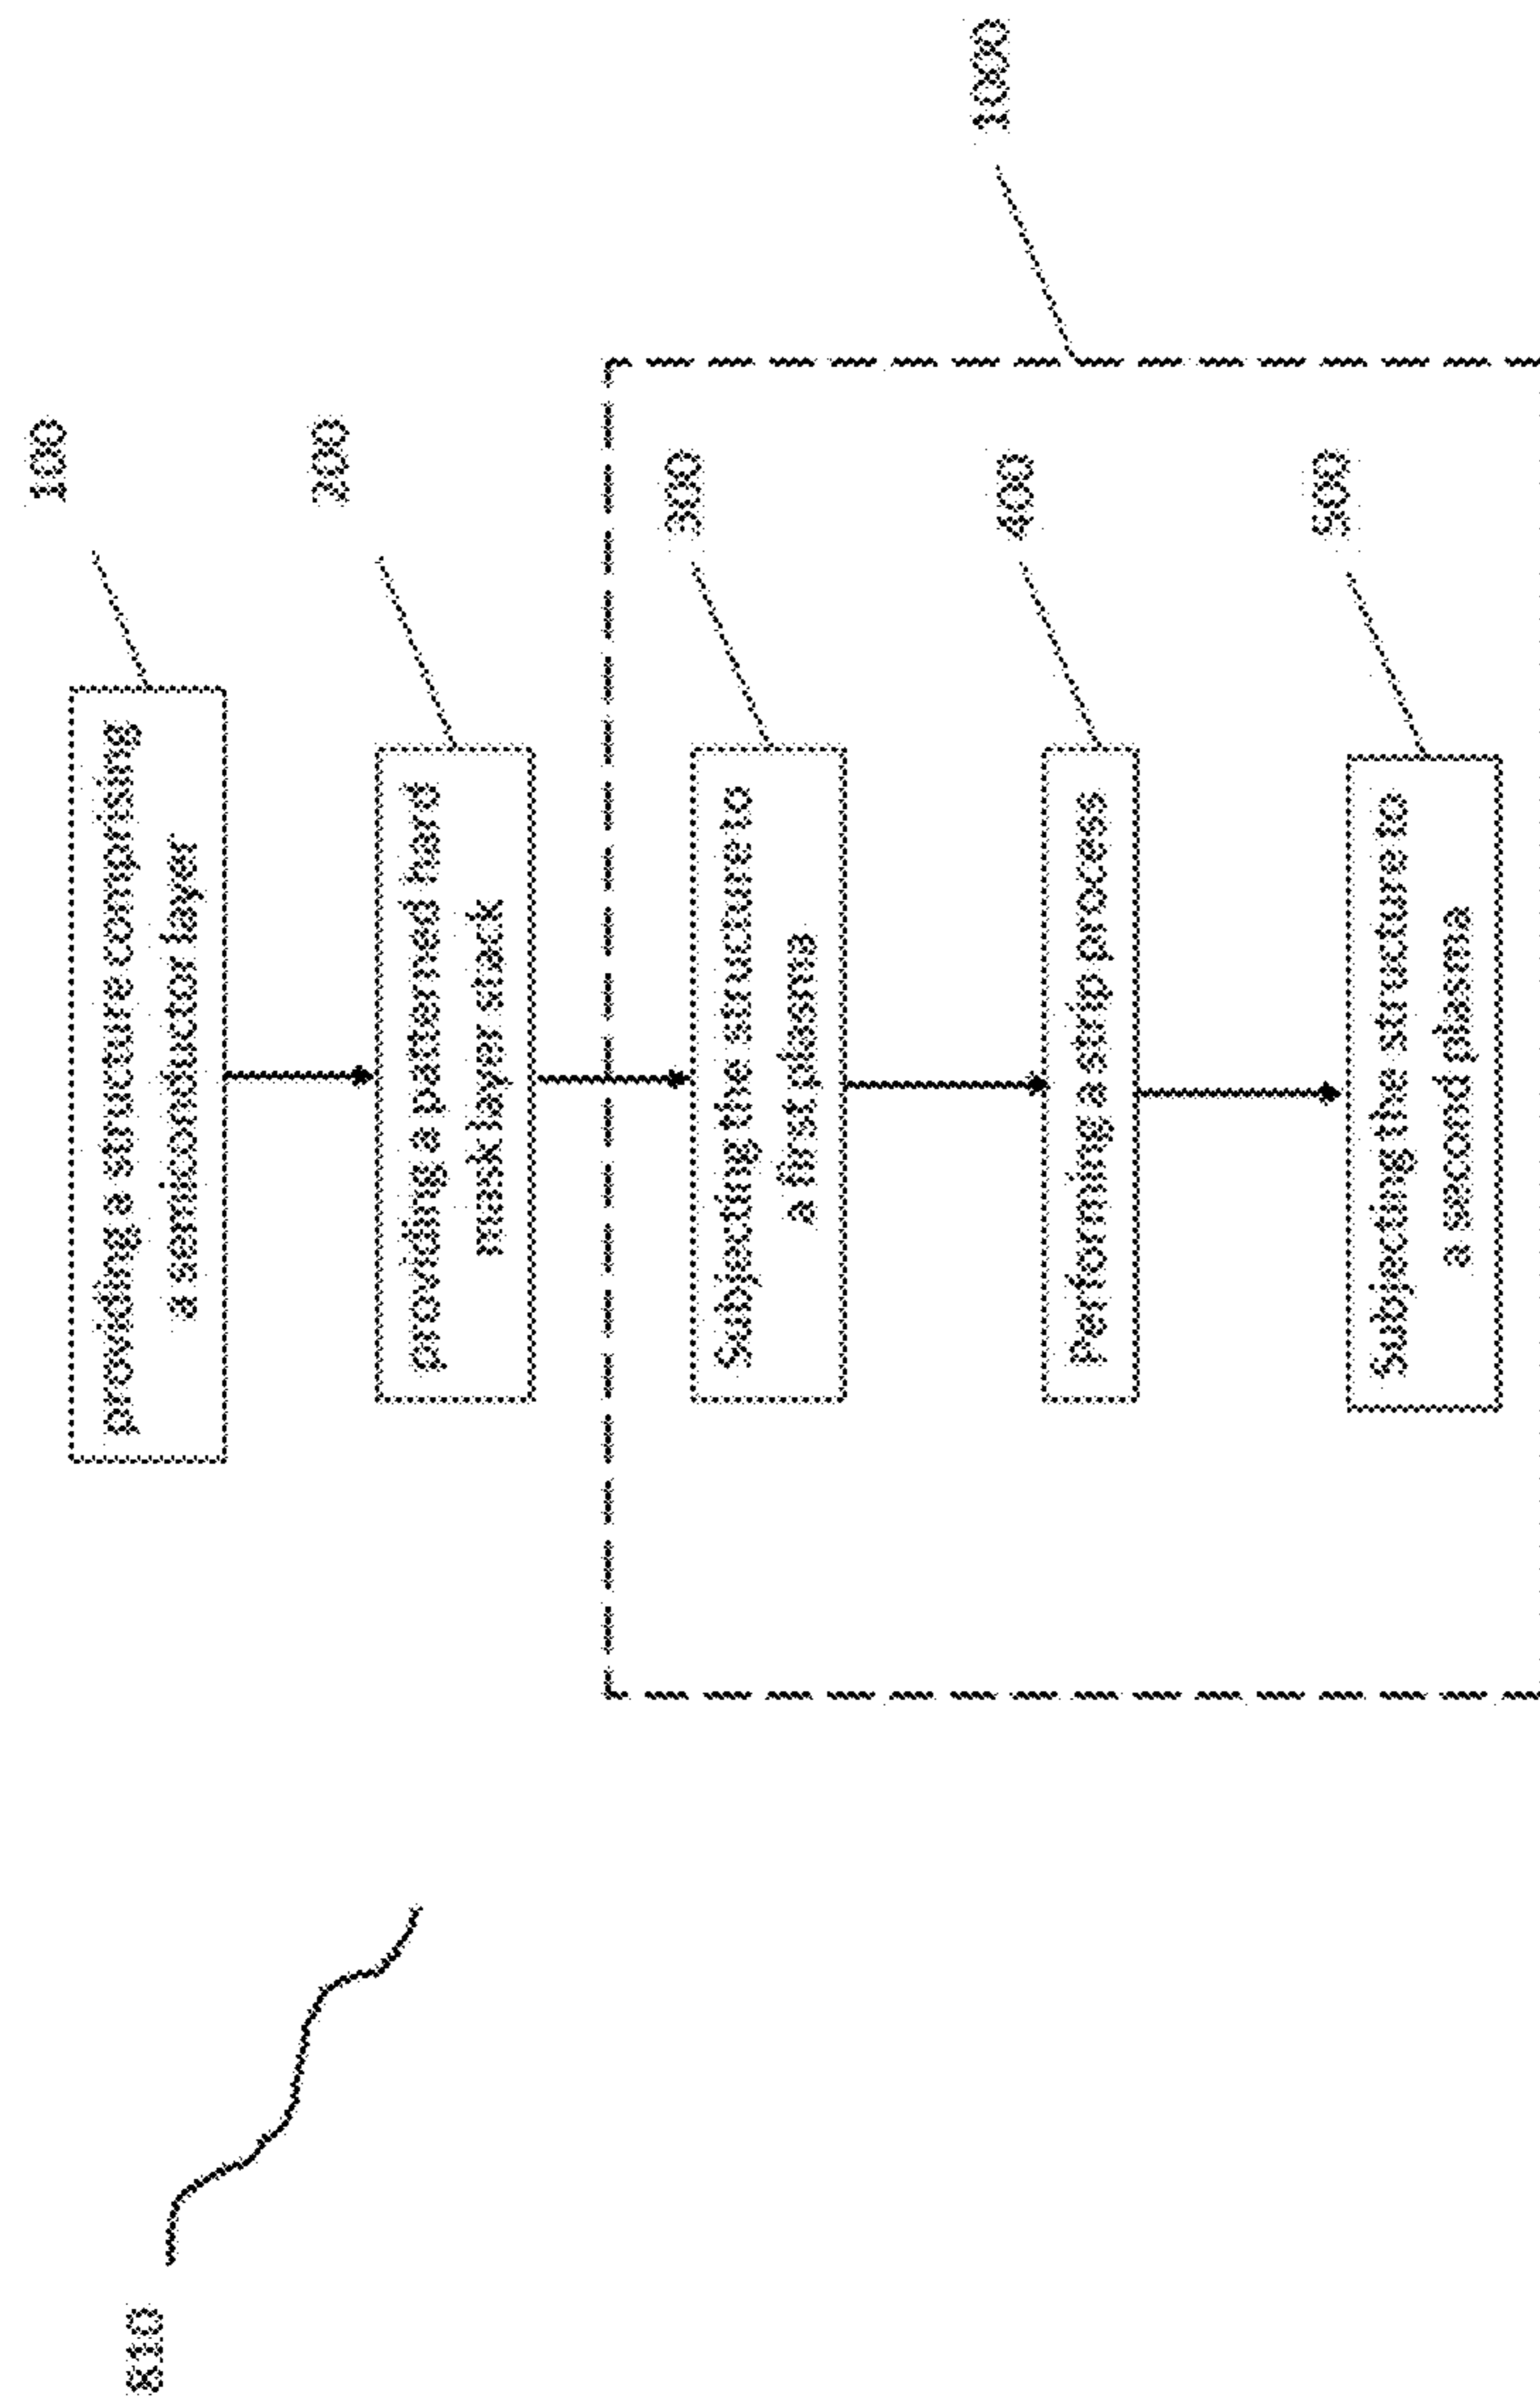 810
100
providing a structure comprising
a semiconductor layer
200
providing a patterned hard
mask layer stack
1000
300
Subjecting the structure to
a first plasma
400
Performing a strip process
500
Subjecting the structure to
a second plasma